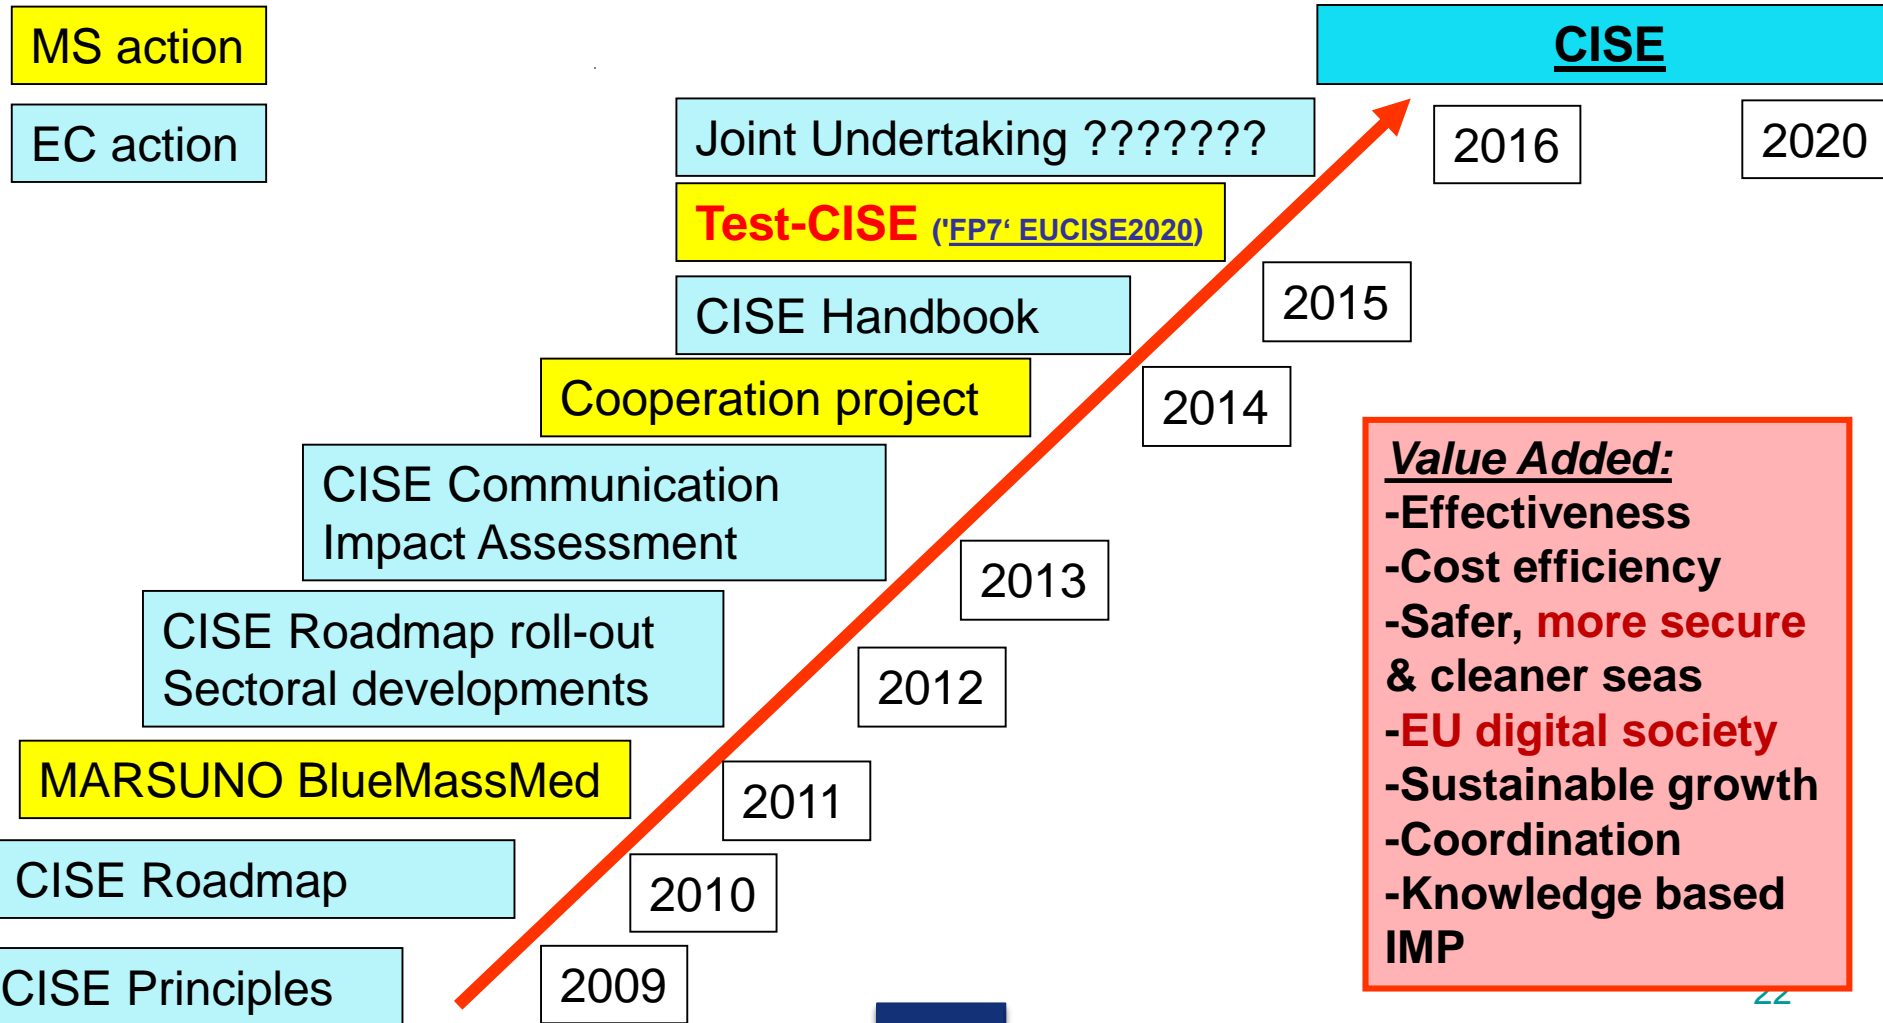 MS action
CISE
EC action
Joint Undertaking ???????
2016
2020
Test-CISE ('FP7‘ EUCISE2020)
CISE Handbook
2015
Cooperation project
2014
CISE Communication
Impact Assessment
2013
CISE Roadmap roll-out
Sectoral developments
2012
MARSUNO BlueMassMed
2011
CISE Roadmap
2010
CISE Principles
2009
Value Added:
-Effectiveness
-Cost efficiency
-Safer, more secure
& cleaner seas
-EU digital society
-Sustainable growth
-Coordination
-Knowledge based
IMP
22